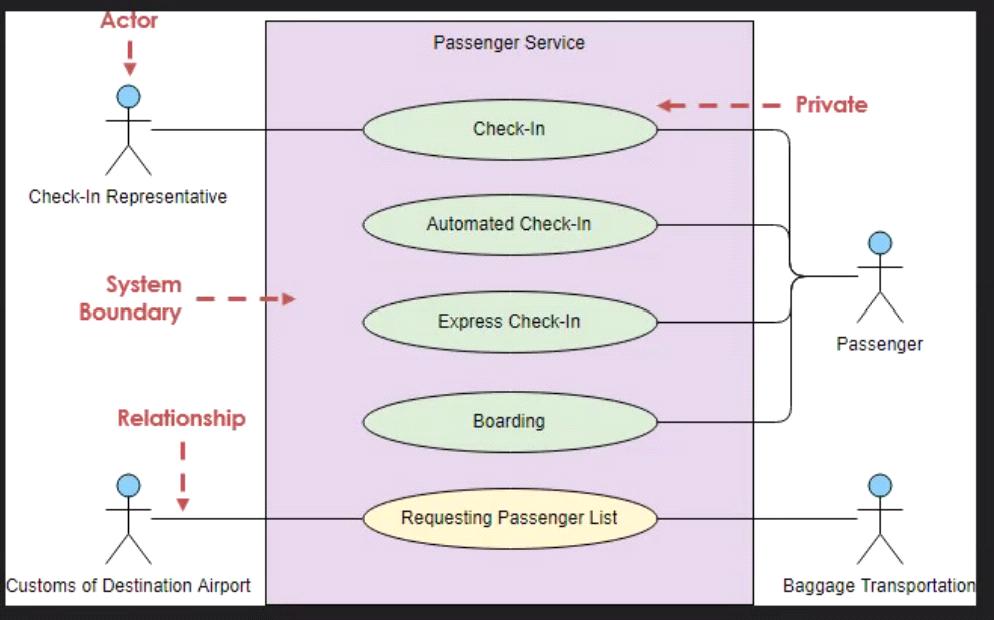 Actor
Passenger Service
Private
Check-In
Check-In Representative
Automated Check-In
System
Boundary
Express Check-In
Passenger
Relationship
Boarding
Requesting Passenger List
Customs of Destination Airport
Baggage Transportation